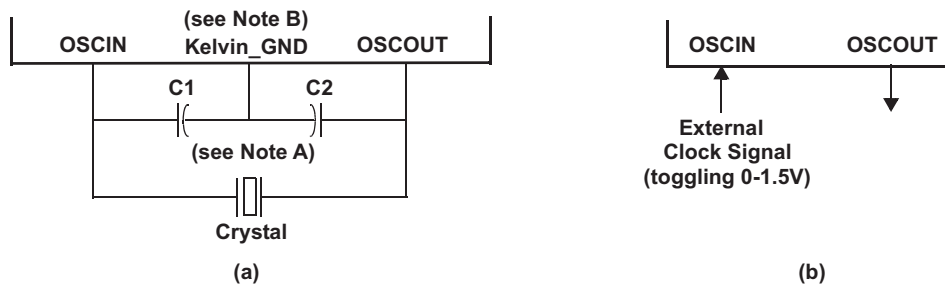 (see Note B)
OSCIN Kelvin_GND OSCOUT
C1 C2
(see Note A)
Crystal
(a)
OSCIN OSCOUT
External
Clock Signal
(toggling 0-1.5V)
(b)